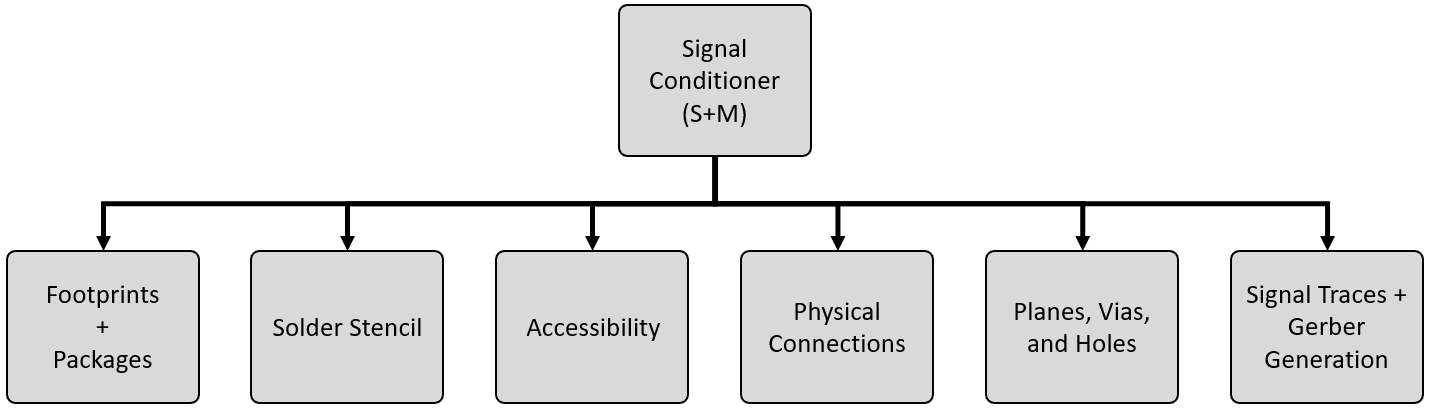 Signal
Conditioner
(S+M)
Footprints
+
Packages
Solder Stencil
Accessibility
Physical
Connections
Planes, Vias,
and Holes
Signal Traces +
Gerber
Generation